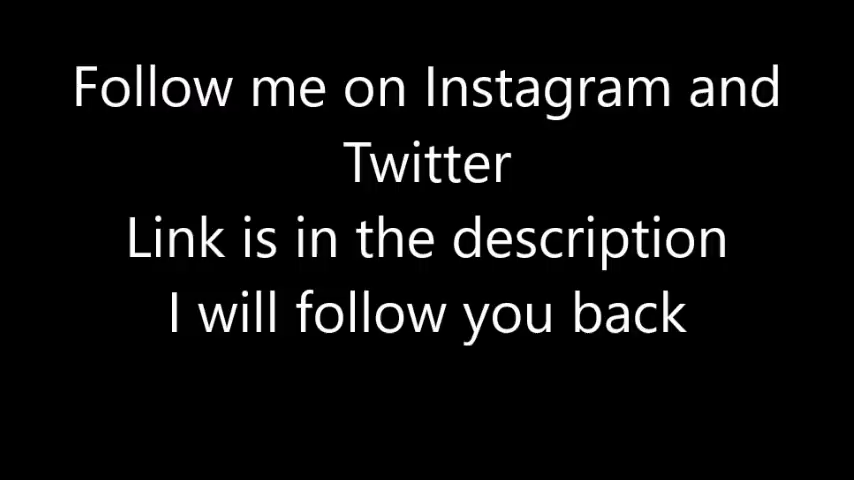 Follow me on Instagram and
Twitter
Link is in the description
I will follow you back